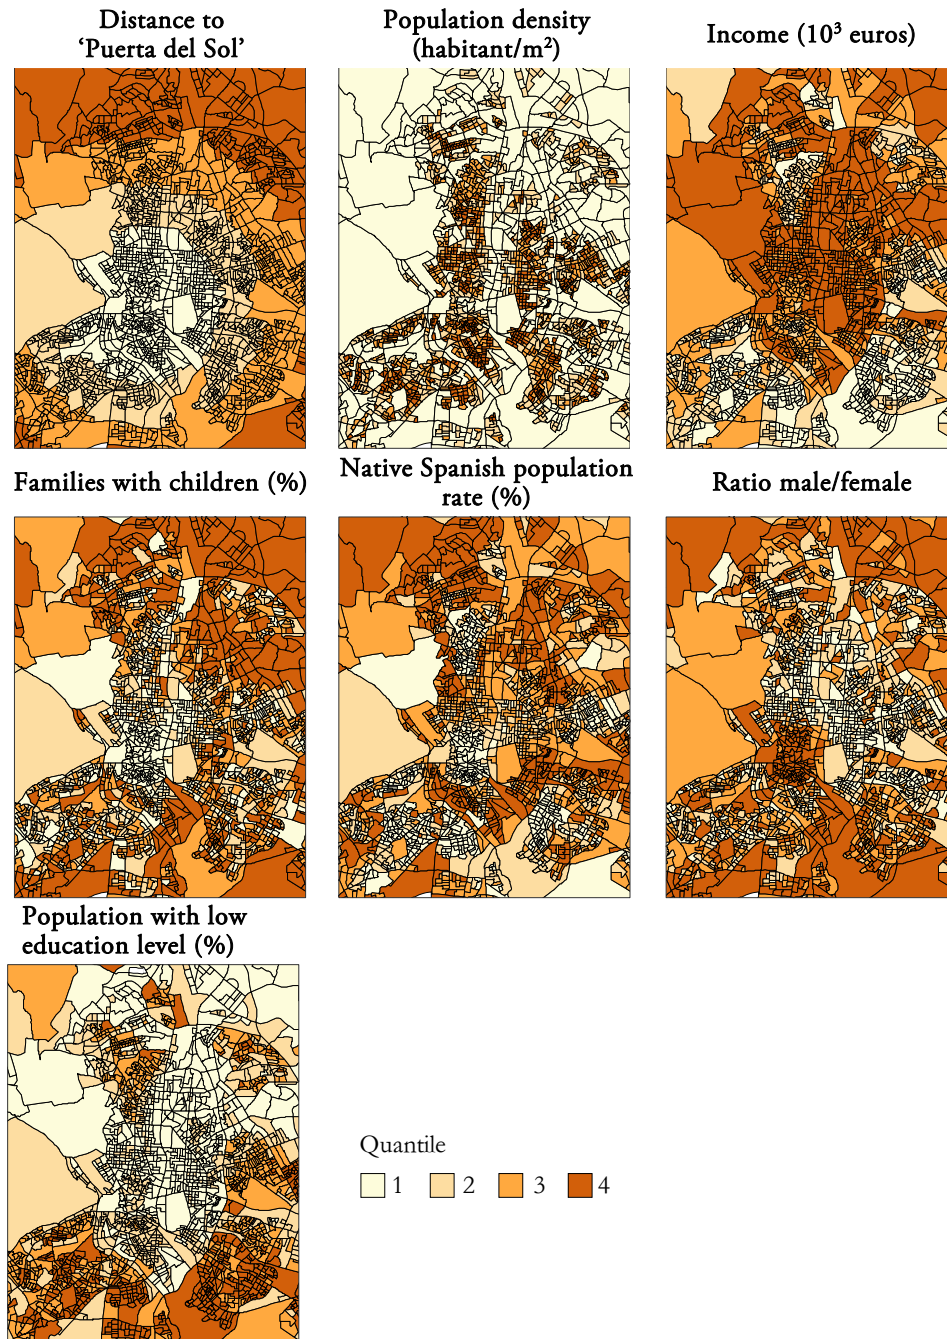 Distance to
‘Puerta del Sol’
Population density
(habitant/m²)
Income (10³ euros)
Families with children (%)
Native Spanish population
rate (%)
Ratio male/female
Population with low
education level (%)
Quantile
1 2 3 4